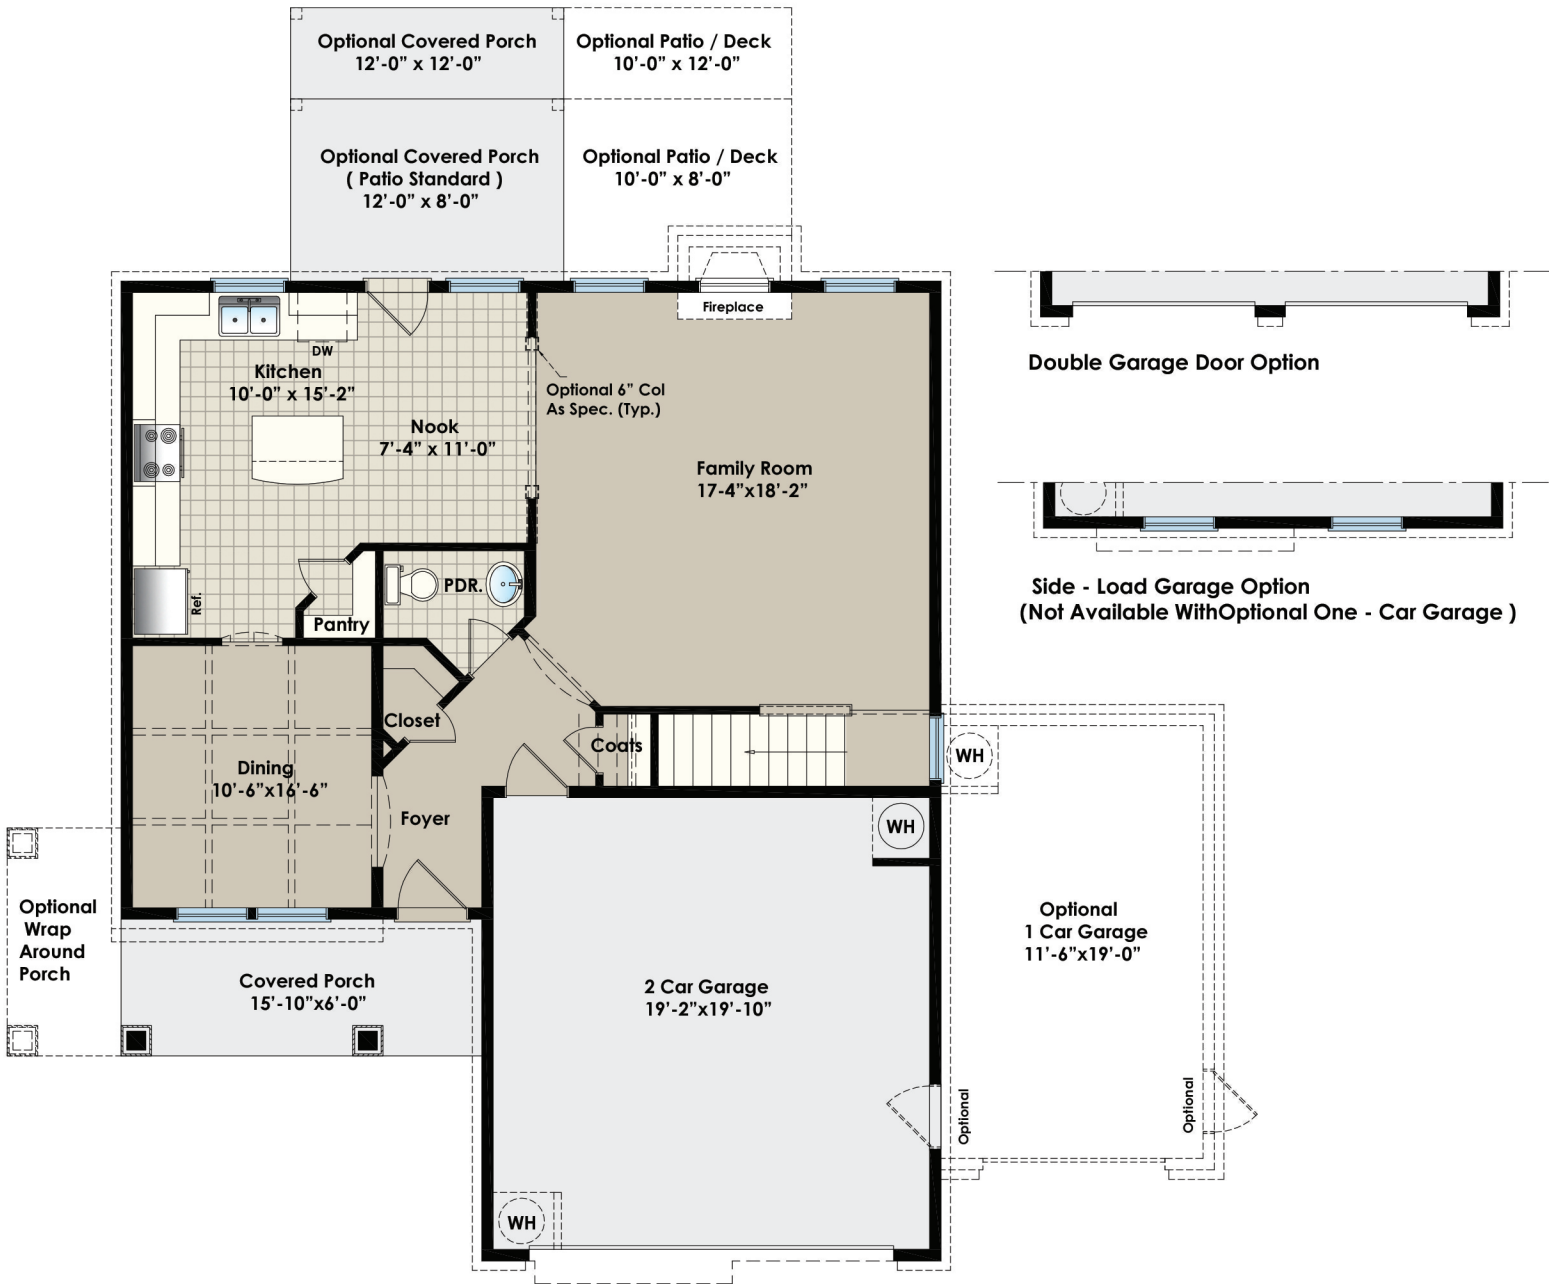 Optional Covered Porch
12’-0” x 12’-0”
Optional Patio / Deck
10’-0” x 12’-0”
Optional Covered Porch
( Patio Standard )
12’-0” x 8’-0”
Optional Patio / Deck
10’-0” x 8’-0”
Fireplace
DW
Kitchen
10’-0” x 15’-2”
Optional 6” Col
As Spec. (Typ.)
Nook
7’-4” x 11’-0”
Family Room
17-4”x18’-2”
Double Garage Door Option
Side - Load Garage Option
(Not Available WithOptional One - Car Garage )
Ref.
Pantry
PDR.
Closet
Coats
WH
Dining
10’-6”x16’-6”
Foyer
WH
Optional
Wrap
Around
Porch
Covered Porch
15’-10”x6’-0”
2 Car Garage
19’-2”x19’-10”
Optional
1 Car Garage
11’-6”x19’-0”
Optional
Optional
WH